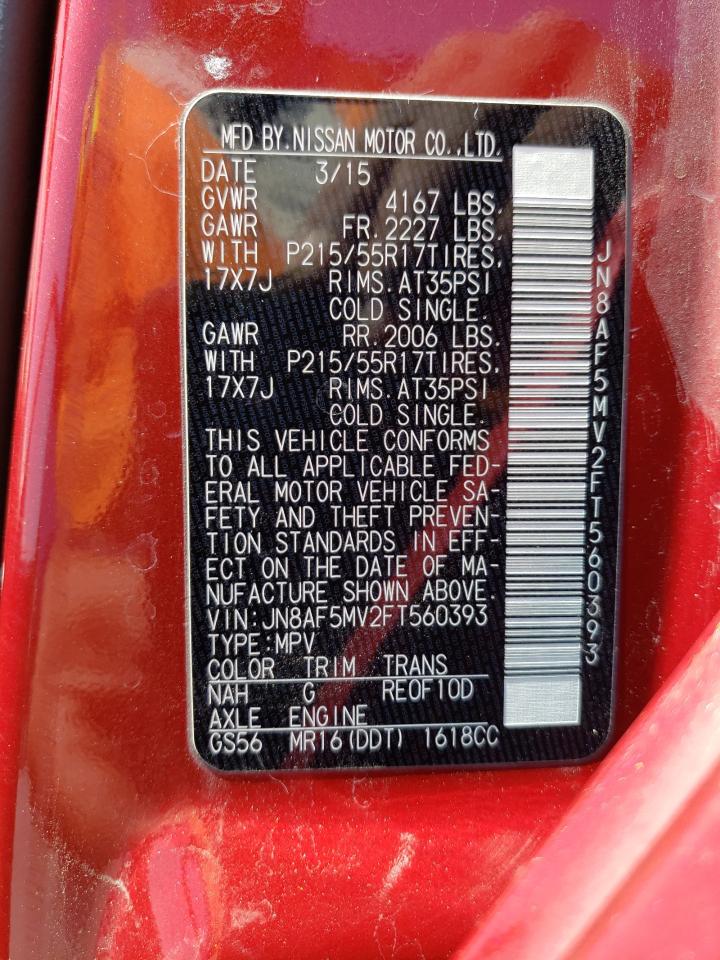 MFD BY.NISSAN MOTOR CO.,LTD.
DATE 3/15
GVWR 4167 LBS.
GAWR FR.2227 LBS.
WITH P215/55R17TIRES,
17X7J RIMS.AT35PSI
COLD SINGLE.
GAWR RR.2006 LBS.
WITH P215/55R17TIRES,
17X7J RIMS.AT35PSI
COLD SINGLE.
THIS VEHICLE CONFORMS
TO ALL APPLICABLE FED-
ERAL MOTOR VEHICLE SA-
FETY AND THEFT PREVEN-
TION STANDARDS IN EFF-
ECT ON THE DATE OF MA-
NUFACTURE SHOWN ABOVE.
VIN:JN8AF5MV2FT560393
TYPE:MPV
COLOR TRIM TRANS
NAH G RE0F10D
AXLE ENGINE
GS56 MR16(DDT) 1618CC
JN8AF5MV2FT560393